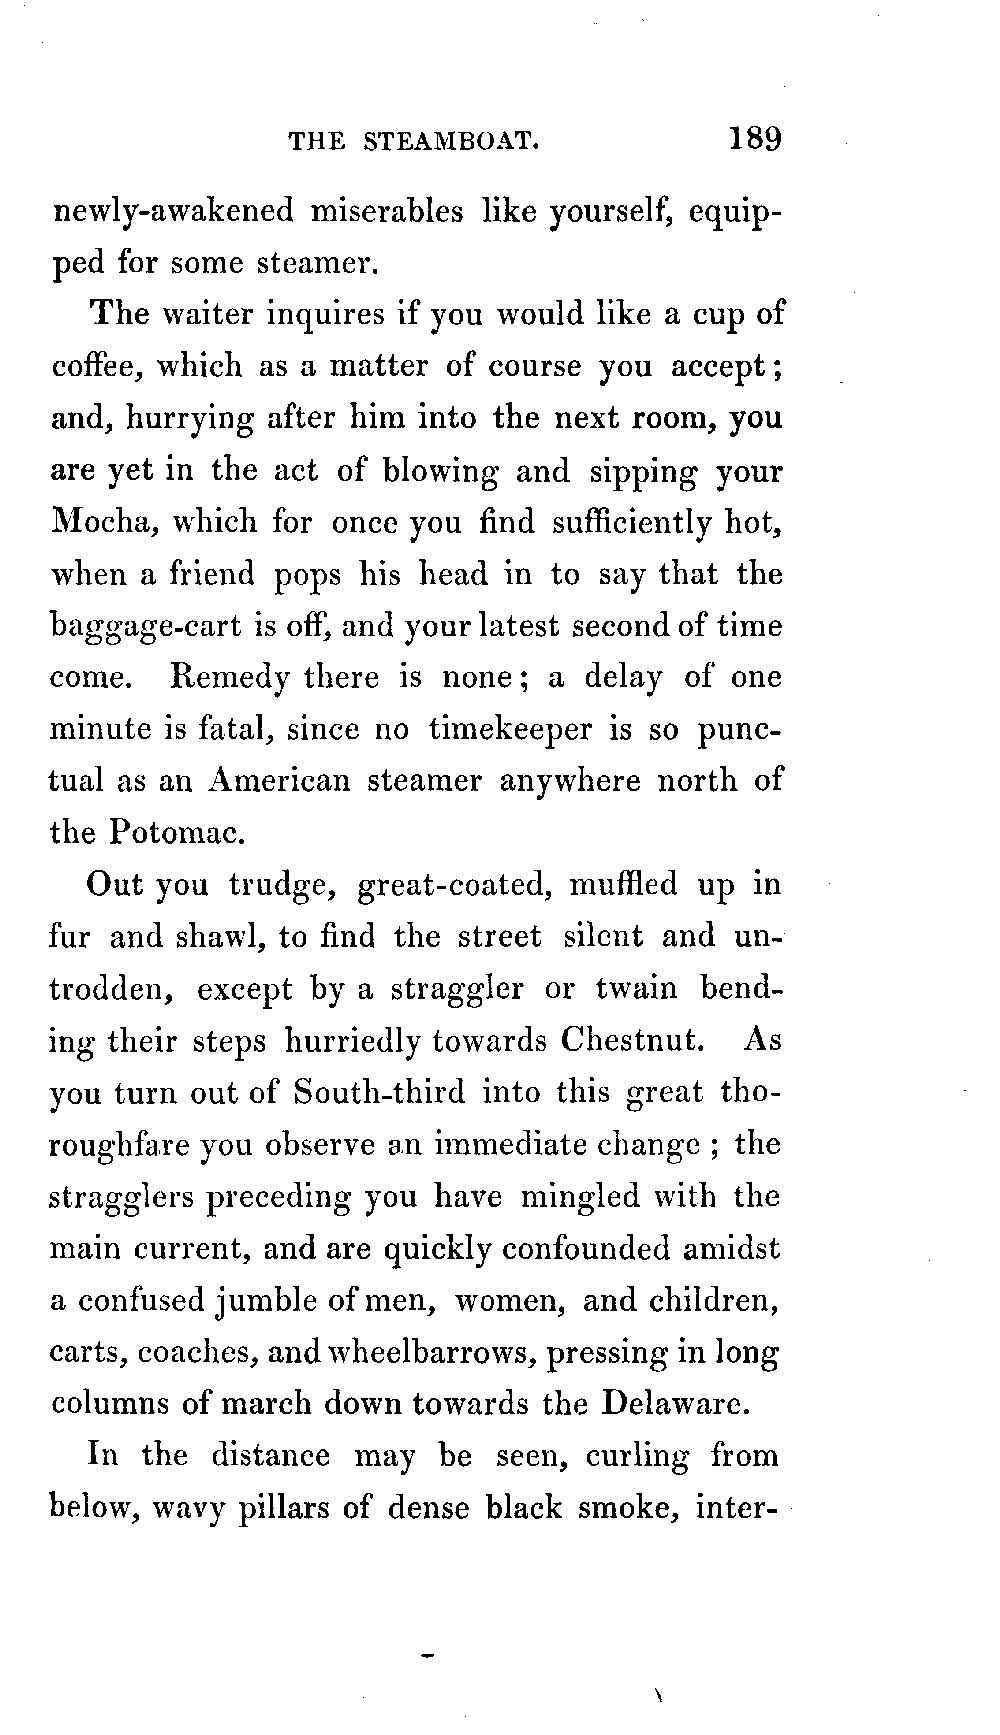 THE STEAMBOAT. 189
newly-awakened miserables like yourself, equip-
ped for some steamer.
The waiter inquires if you would like a cup of
coffee, which as a matter of course you accept;
and, hurrying after him into the next room, you
are yet in the act of blowing and sipping your
Mocha, which for once you find sufficiently hot,
when a friend pops his head in to say that the
baggage-cart is off, and your latest second of time
come. Remedy there is none; a delay of one
minute is fatal, since no timekeeper is so punc-
tual as an American steamer anywhere north of
the Potomac.
Out you trudge, great-coated, muffled up in
fur and shawl, to find the street silent and un-
trodden, except by a straggler or twain bend-
ing their steps hurriedly towards Chestnut. As
you turn out of South-third into this great tho-
roughfare you observe an immediate change; the
stragglers preceding you have mingled with the
main current, and are quickly confounded amidst
a confused jumble of men, women, and children,
carts, coaches, and wheelbarrows, pressing in long
columns of march down towards the Delaware.
In the distance may be seen, curling from
below, wavy pillars of dense black smoke, inter-